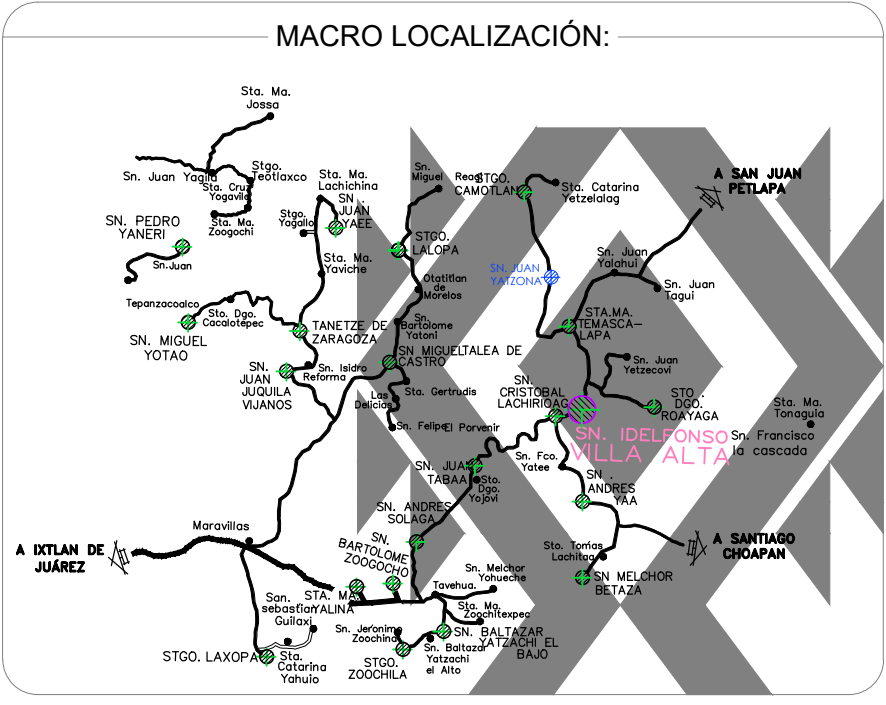 MACRO LOCALIZACIÓN:
Sta. Ma.
Jossa
Sn. Juan Yagila
Stgo.
Teotlaxco
Sta. Cruz
Yogavila
Sta. Ma.
Zoogochi
SN. PEDRO
YANERI
Sn.Juan
Tepanzacoalco
SN. MIGUEL
YOTAO
Sto. Dgo.
Cacalotepec
Sta. Ma.
Lachichina
SN
JUAN
YAEE
Stgo.
Yagallo
Sta. Ma.
Yaviche
TANETZE DE
ZARAGOZA
SN.
JUAN
JUQUILA
VIJANOS
Sn. Isidro
Reforma
Sn.
Miguel Reag
STGO.
LALOPA
Otatitlan
de
Morelos
Sn.
Bartolome
Yatoni
SN MIGUELTALEA DE
CASTRO
Sta. Gertrudis
Las
Delicias
Sn. Felipe
El Porvenir
STGO.
CAMOTLAN
Sta. Catarina
Yetzelalag
SN. JUAN
YATZONA
A SAN JUAN
PETLAPA
Sn. Juan
Yalahui
Sn. Juan
Tagui
STA.MA.
TEMASCA-
LAPA
Sn. Juan
Yetzecovi
STO
DGO.
ROAYAGA
SN.
CRISTOBAL
LACHIRIOAG
SN. IDELFONSO
VILLA ALTA
Sta. Ma.
Tonaguia
Sn. Francisco
la cascada
Sn. Fco.
Yatee
SN .
ANDRES
YAA
SN. JUAN
TABAA
Sto.
Dgo.
Yojovi
SN. ANDRES
SOLAGA
SN.
BARTOLOME
ZOOGOCHO
Maravillas
A IXTLAN DE
JUÁREZ
A SANTIAGO
CHOAPAN
Sto. Tomas
Lachitaa
SN MELCHOR
BETAZA
Sn. Melchor
Yohueche
Tavehua.
Sta. Ma.
Zoochitexpec
STA. MA.
YALINA
San.
sebastian
Guilaxi
Sn. Jeronimo
Zoochina
SN. BALTAZAR
YATZACHI EL
BAJO
Sn. Baltazar
Yatzachi
el Alto
STGO. LAXOPA
Sta.
Catarina
Yahuio
STGO.
ZOOCHILA